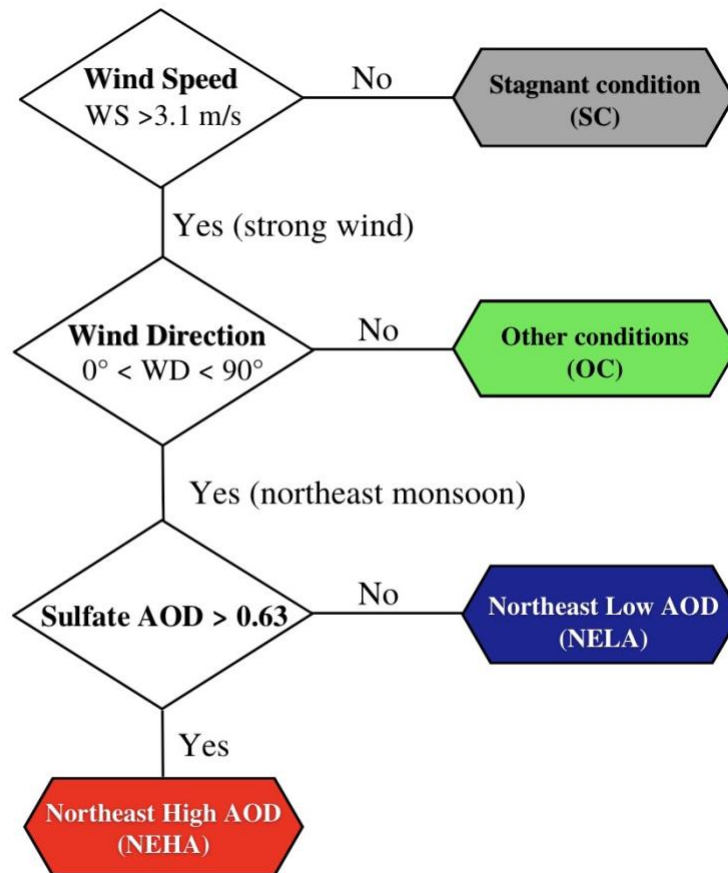 Wind Speed
WS >3.1 m/s
No
Stagnant condition
(SC)
Yes (strong wind)
Wind Direction
0° < WD < 90°
No
Other conditions
(OC)
Yes (northeast monsoon)
Sulfate AOD > 0.63
No
Northeast Low AOD
(NELA)
Yes
Northeast High AOD
(NEHA)